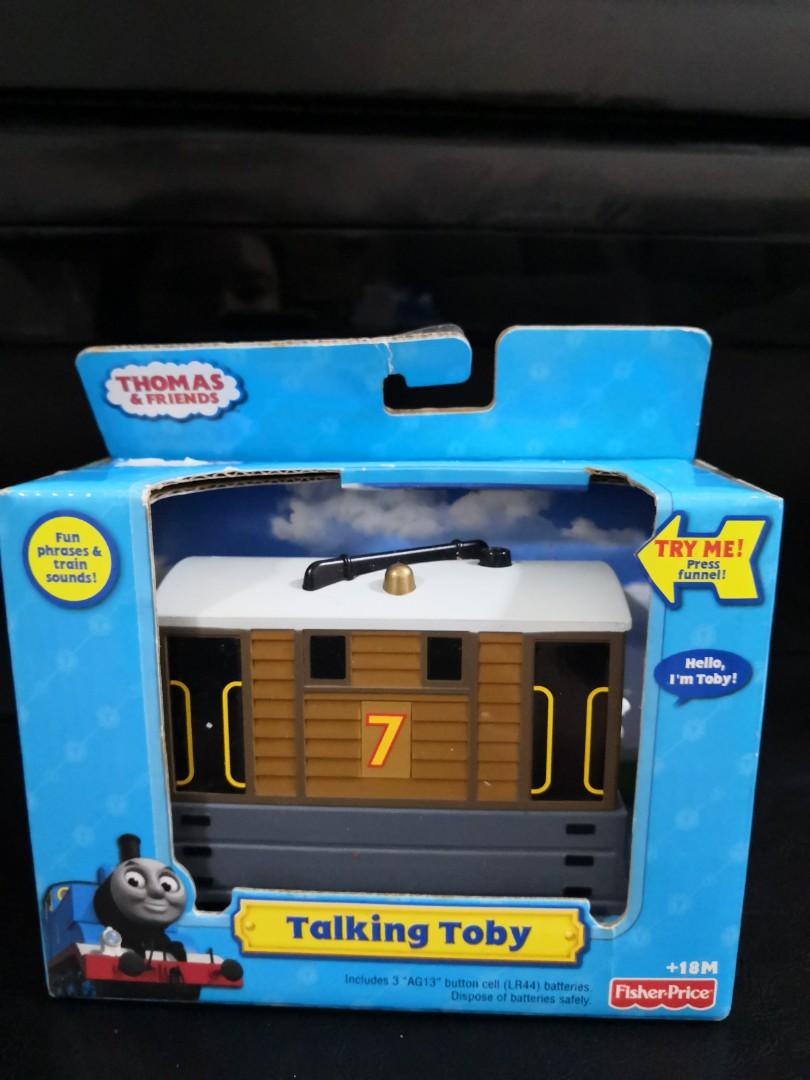 THOMAS
& FRIENDS
Fun
phrases &
train
sounds!
TRY ME!
Press
funnel!
Hello,
I'm Toby!
7
Talking Toby
+18M
Includes 3 "AG13" button cell (LR44) batteries.
Dispose of batteries safely.
Fisher-Price